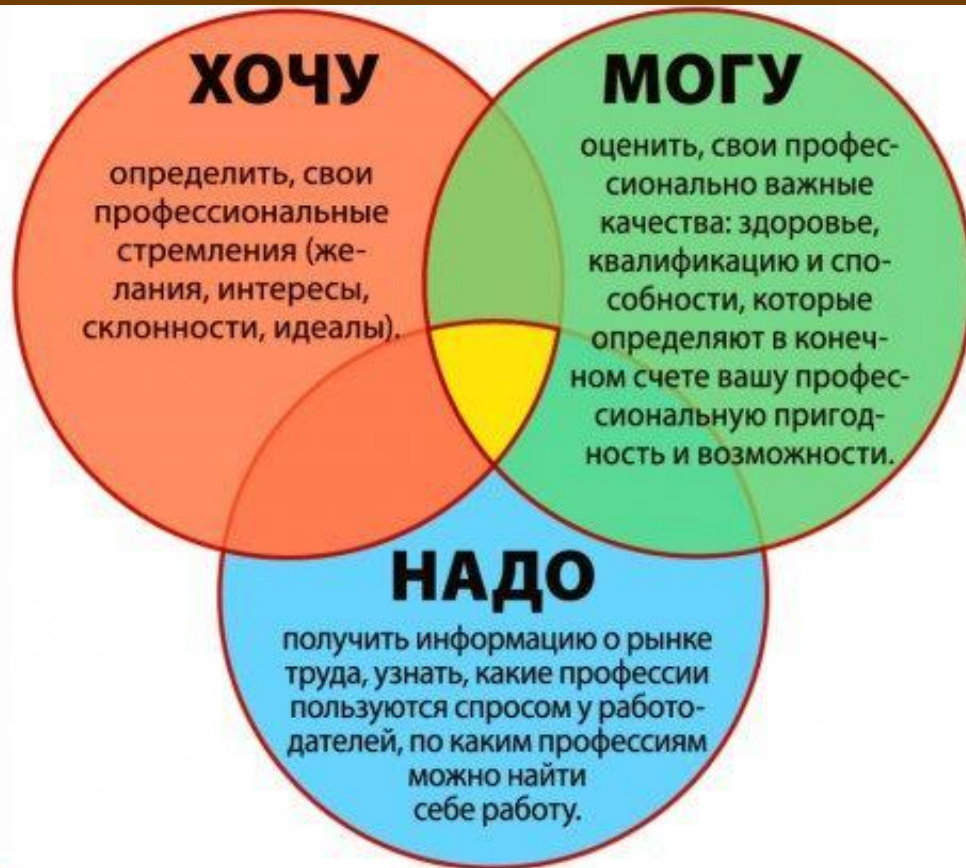 ХОЧУ
определить, свои
профессиональные
стремления (же-
лания, интересы,
склонности, идеалы).
МОГУ
оценить, свои профес-
сионально важные
качества: здоровье,
квалификацию и спо-
собности, которые
определяют в конеч-
ном счете вашу профес-
сиональную пригод-
ность и возможности.
НАДО
получить информацию о рынке
труда, узнать, какие профессии
пользуются спросом у работо-
дателей, по каким профессиям
можно найти
себе работу.